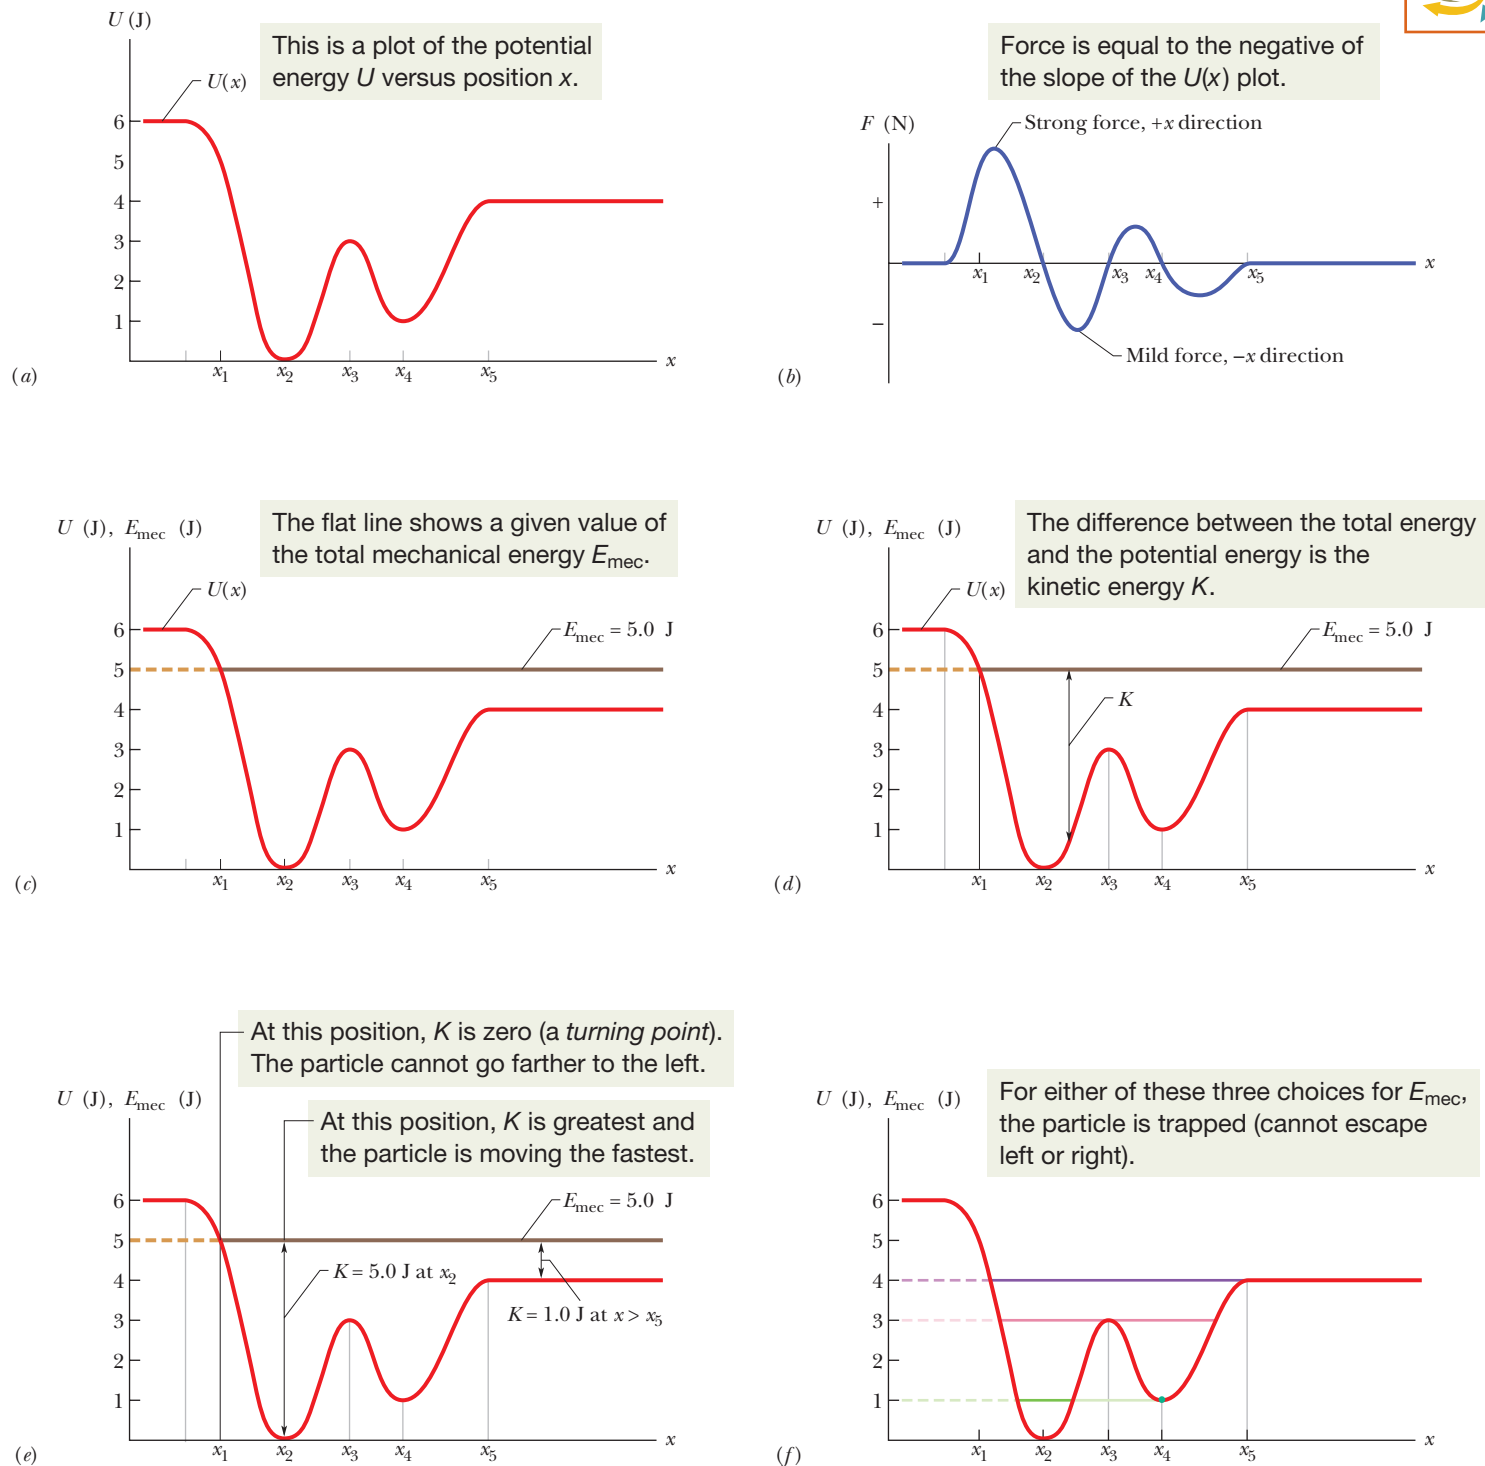 U (J)
This is a plot of the potential
energy U versus position x.
U(x)
6
5
4
3
2
1
x₁ x₂ x₃ x₄ x₅ x
(a)
Force is equal to the negative of
the slope of the U(x) plot.
F (N)
Strong force, +x direction
+
x₁ x₂ x₃ x₄ x₅ x
–
Mild force, –x direction
(b)
U (J), Emec (J)
The flat line shows a given value of
the total mechanical energy Emec.
U(x)
Emec = 5.0 J
6
5
4
3
2
1
x₁ x₂ x₃ x₄ x₅ x
(c)
U (J), Emec (J)
The difference between the total energy
and the potential energy is the
kinetic energy K.
U(x)
Emec = 5.0 J
6
5
K
4
3
2
1
x₁ x₂ x₃ x₄ x₅ x
(d)
At this position, K is zero (a turning point).
The particle cannot go farther to the left.
U (J), Emec (J)
At this position, K is greatest and
the particle is moving the fastest.
Emec = 5.0 J
6
5
K = 5.0 J at x₂
4
K = 1.0 J at x > x₅
3
2
1
x₁ x₂ x₃ x₄ x₅ x
(e)
U (J), Emec (J)
For either of these three choices for Emec,
the particle is trapped (cannot escape
left or right).
6
5
4
3
2
1
x₁ x₂ x₃ x₄ x₅ x
(f)